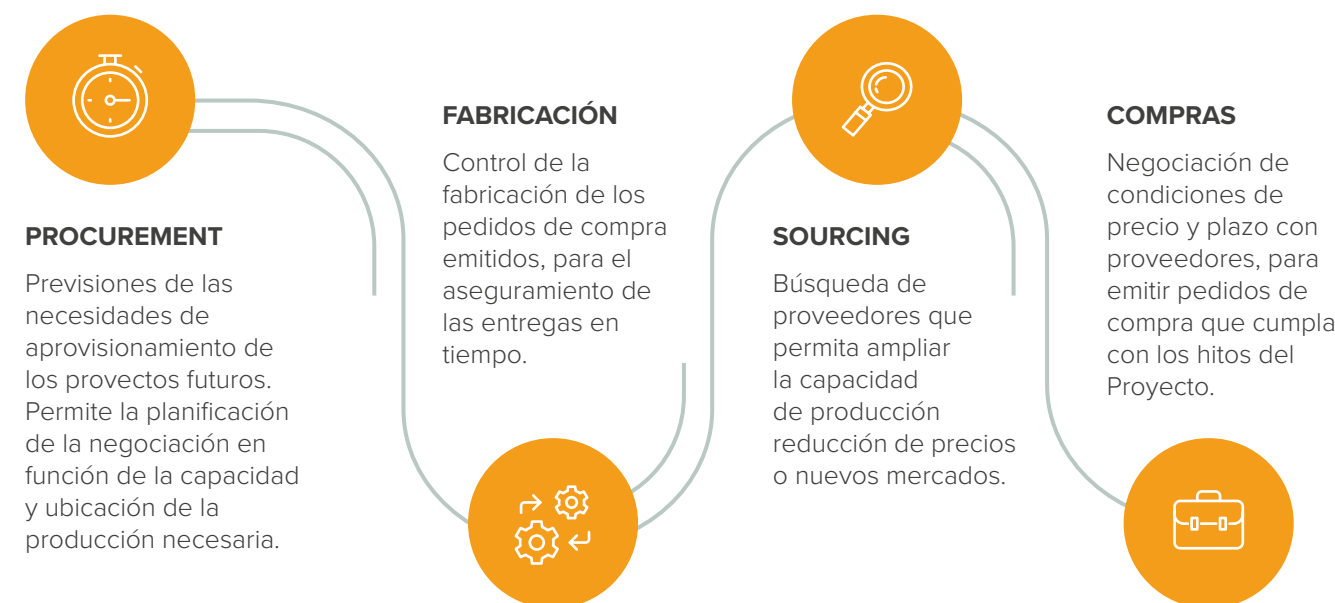 PROCUREMENT
Previsiones de las
necesidades de
aprovisionamiento de
los provectos futuros.
Permite la planificación
de la negociación en
función de la capacidad
y ubicación de la
producción necesaria.
FABRICACIÓN
Control de la
fabricación de los
pedidos de compra
emitidos, para el
aseguramiento de
las entregas en
tiempo.
SOURCING
Búsqueda de
proveedores que
permita ampliar
la capacidad
de producción
reducción de precios
o nuevos mercados.
COMPRAS
Negociación de
condiciones de
precio y plazo con
proveedores, para
emitir pedidos de
compra que cumpla
con los hitos del
Proyecto.